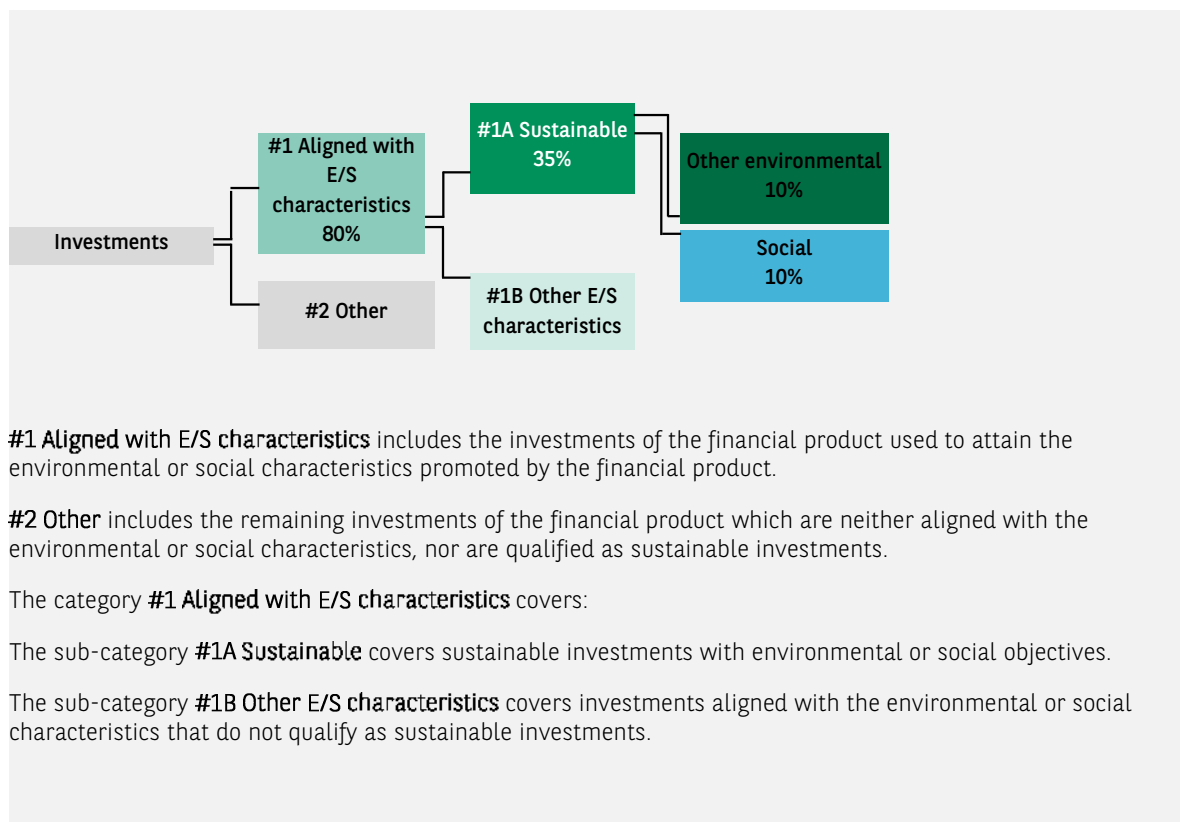 #1A Sustainable
35%
#1 Aligned with
E/S
characteristics
80%
Other environmental
10%
Investments
Social
10%
#2 Other
#1B Other E/S
characteristics
#1 Aligned with E/S characteristics includes the investments of the financial product used to attain the
environmental or social characteristics promoted by the financial product.
#2 Other includes the remaining investments of the financial product which are neither aligned with the
environmental or social characteristics, nor are qualified as sustainable investments.
The category #1 Aligned with E/S characteristics covers:
The sub-category #1A Sustainable covers sustainable investments with environmental or social objectives.
The sub-category #1B Other E/S characteristics covers investments aligned with the environmental or social
characteristics that do not qualify as sustainable investments.